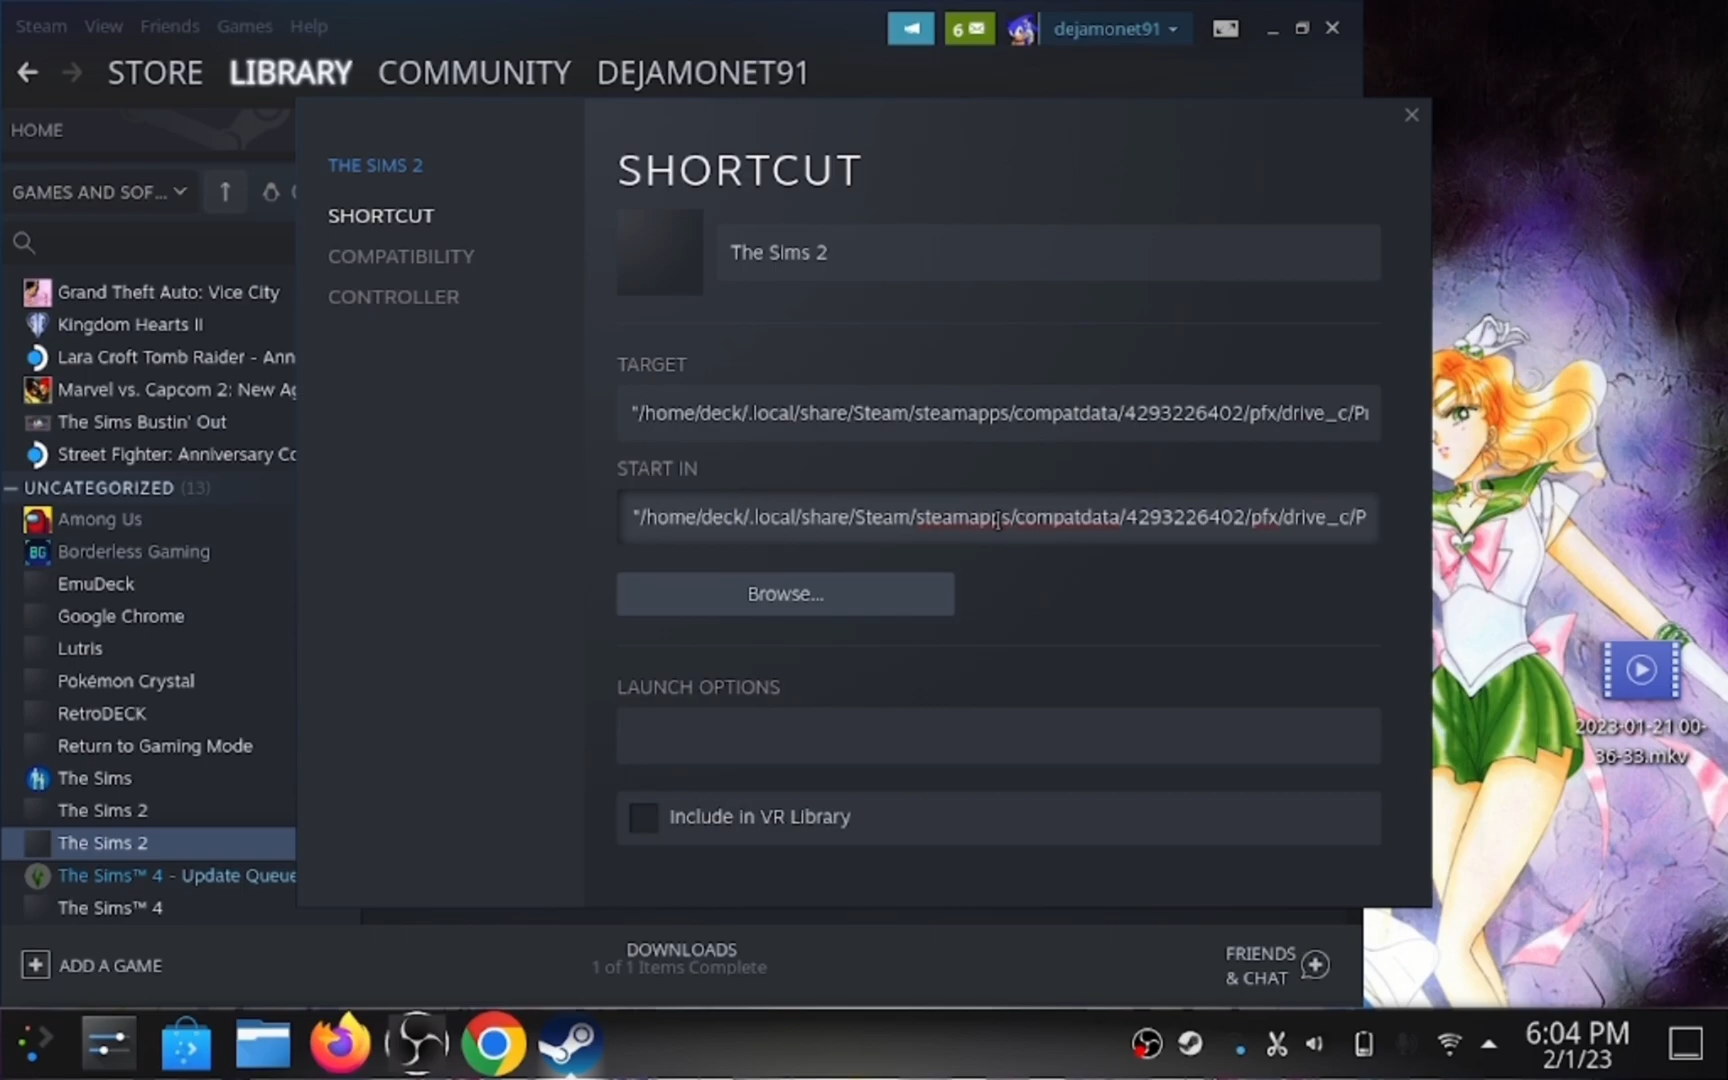 Steam View Friends Games Help
6
dejamonet91
STORE LIBRARY COMMUNITY DEJAMONET91
HOME
GAMES AND SOF...
Grand Theft Auto: Vice City
Kingdom Hearts II
Lara Croft Tomb Raider - Ann
Marvel vs. Capcom 2: New Ag
The Sims Bustin' Out
Street Fighter: Anniversary Co
UNCATEGORIZED (13)
Among Us
BG Borderless Gaming
EmuDeck
Google Chrome
Lutris
Pokémon Crystal
RetroDECK
Return to Gaming Mode
The Sims
The Sims 2
The Sims 2
The Sims™ 4 - Update Queue
The Sims™ 4
ADD A GAME
THE SIMS 2
SHORTCUT
COMPATIBILITY
CONTROLLER
SHORTCUT
The Sims 2
TARGET
"/home/deck/.local/share/Steam/steamapps/compatdata/4293226402/pfx/drive_c/Pr
START IN
"/home/deck/.local/share/Steam/steamapps/compatdata/4293226402/pfx/drive_c/P
Browse...
LAUNCH OPTIONS
Include in VR Library
DOWNLOADS
1 of 1 Items Complete
FRIENDS
& CHAT
2023-01-21 00-
36-33.mkv
6:04 PM
2/1/23